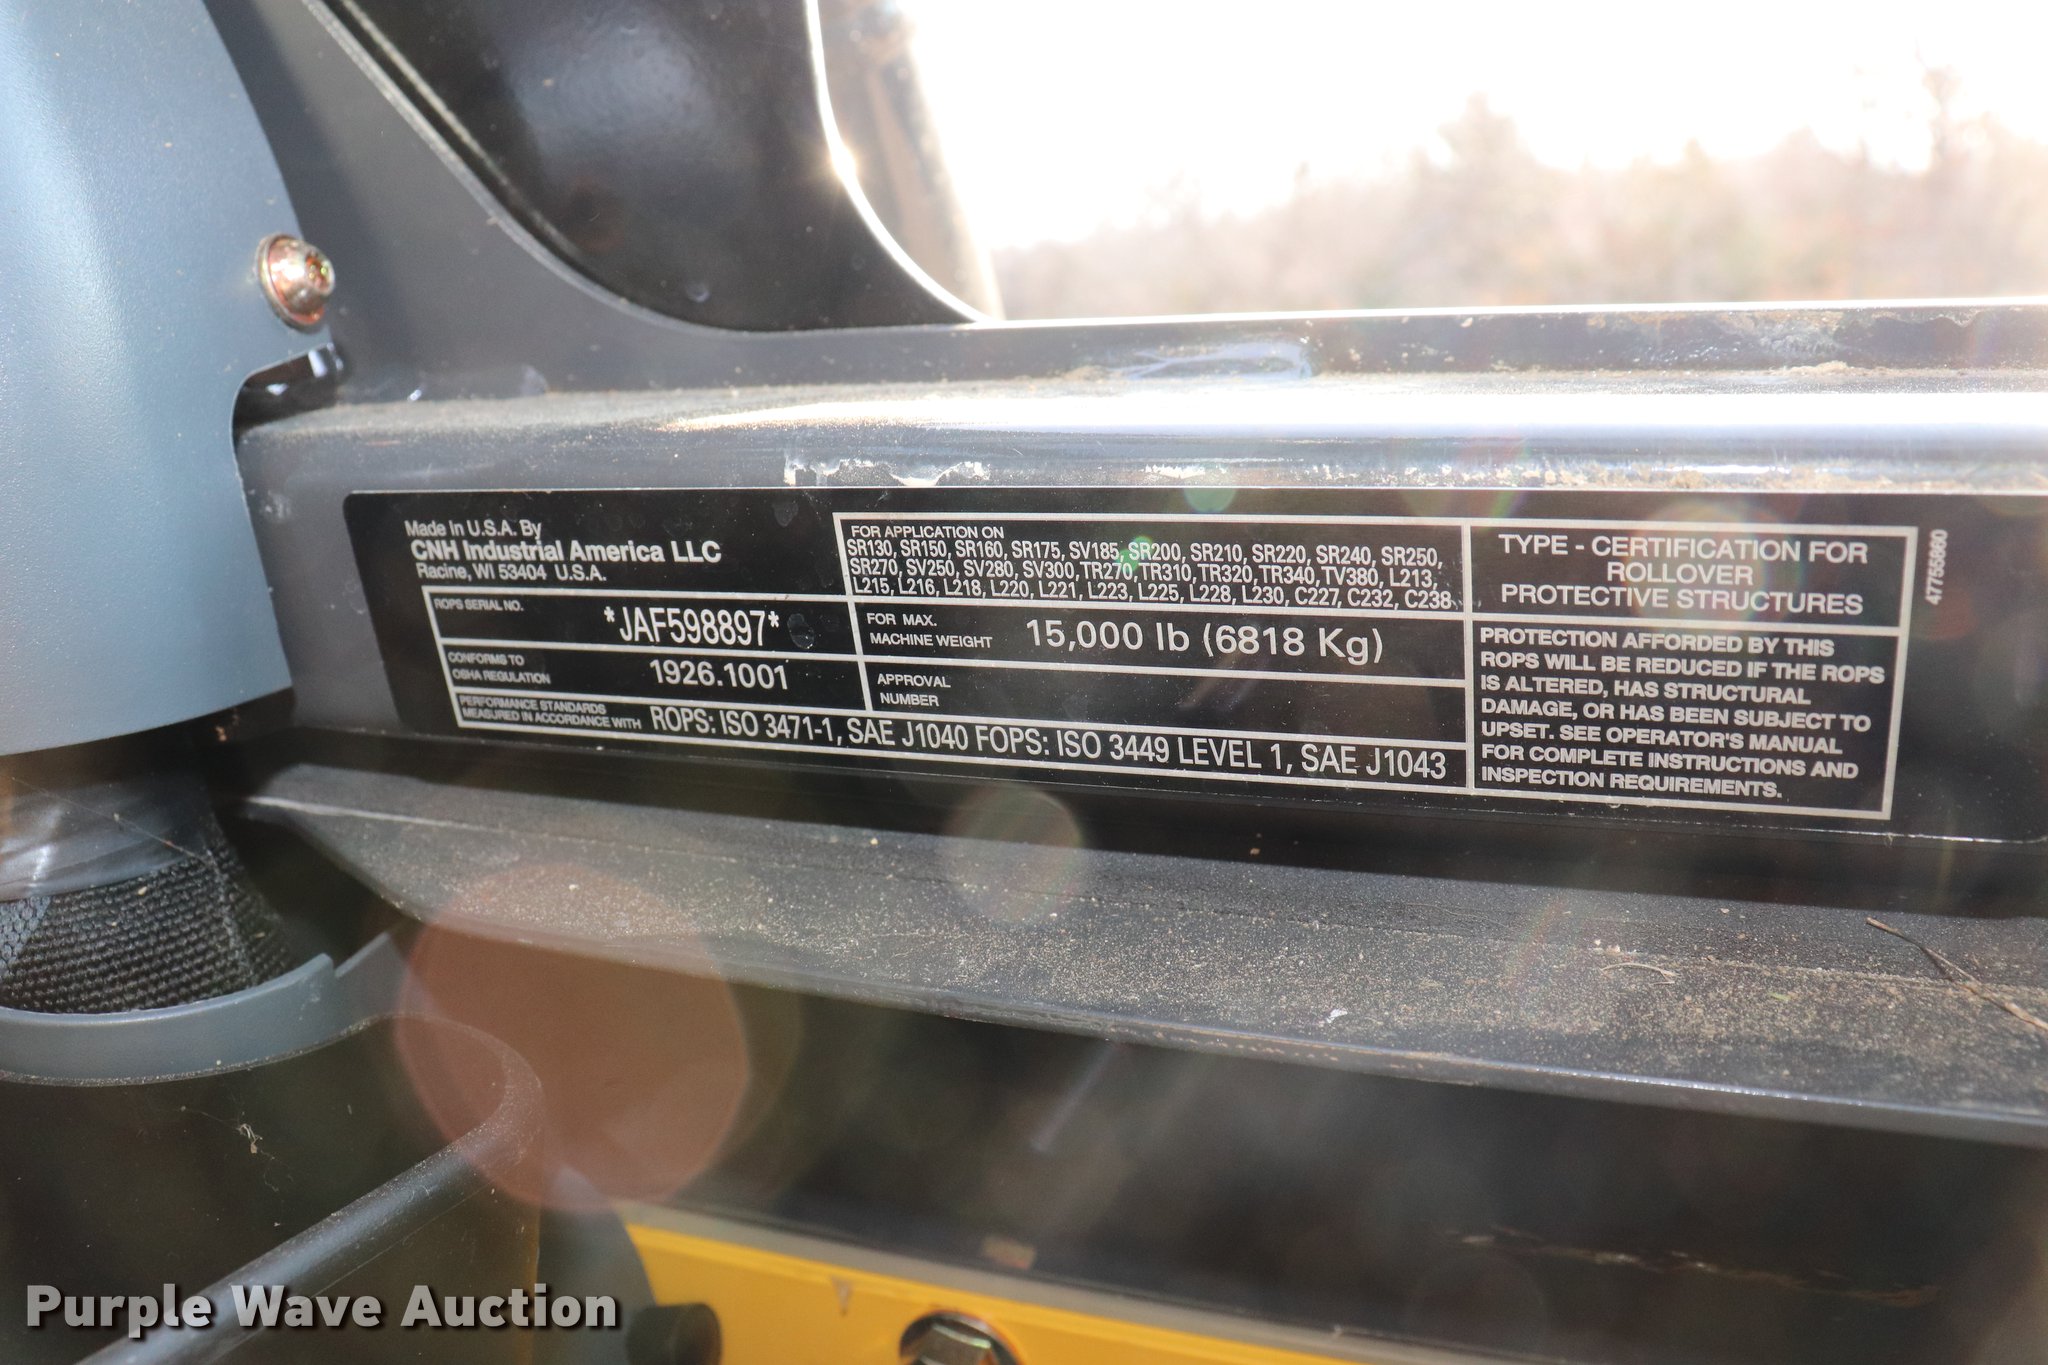 Made In U.S.A. By
CNH Industrial America LLC
Racine, WI 53404 U.S.A.
ROPS SERIAL NO.
*JAF598897*
CONFORMS TO
OSHA REGULATION
1926.1001
PERFORMANCE STANDARDS
MEASURED IN ACCORDANCE WITH
ROPS: ISO 3471-1, SAE J1040 FOPS: ISO 3449 LEVEL 1, SAE J1043
FOR APPLICATION ON
SR130, SR150, SR160, SR175, SV185, SR200, SR210, SR220, SR240, SR250,
SR270, SV250, SV280, SV300, TR270, TR310, TR320, TR340, TV380, L213,
L215, L216, L218, L220, L221, L223, L225, L228, L230, C227, C232, C238
FOR MAX.
MACHINE WEIGHT
15,000 lb (6818 Kg)
APPROVAL
NUMBER
TYPE - CERTIFICATION FOR
ROLLOVER
PROTECTIVE STRUCTURES
PROTECTION AFFORDED BY THIS
ROPS WILL BE REDUCED IF THE ROPS
IS ALTERED, HAS STRUCTURAL
DAMAGE, OR HAS BEEN SUBJECT TO
UPSET. SEE OPERATOR'S MANUAL
FOR COMPLETE INSTRUCTIONS AND
INSPECTION REQUIREMENTS.
47755860
Purple Wave Auction